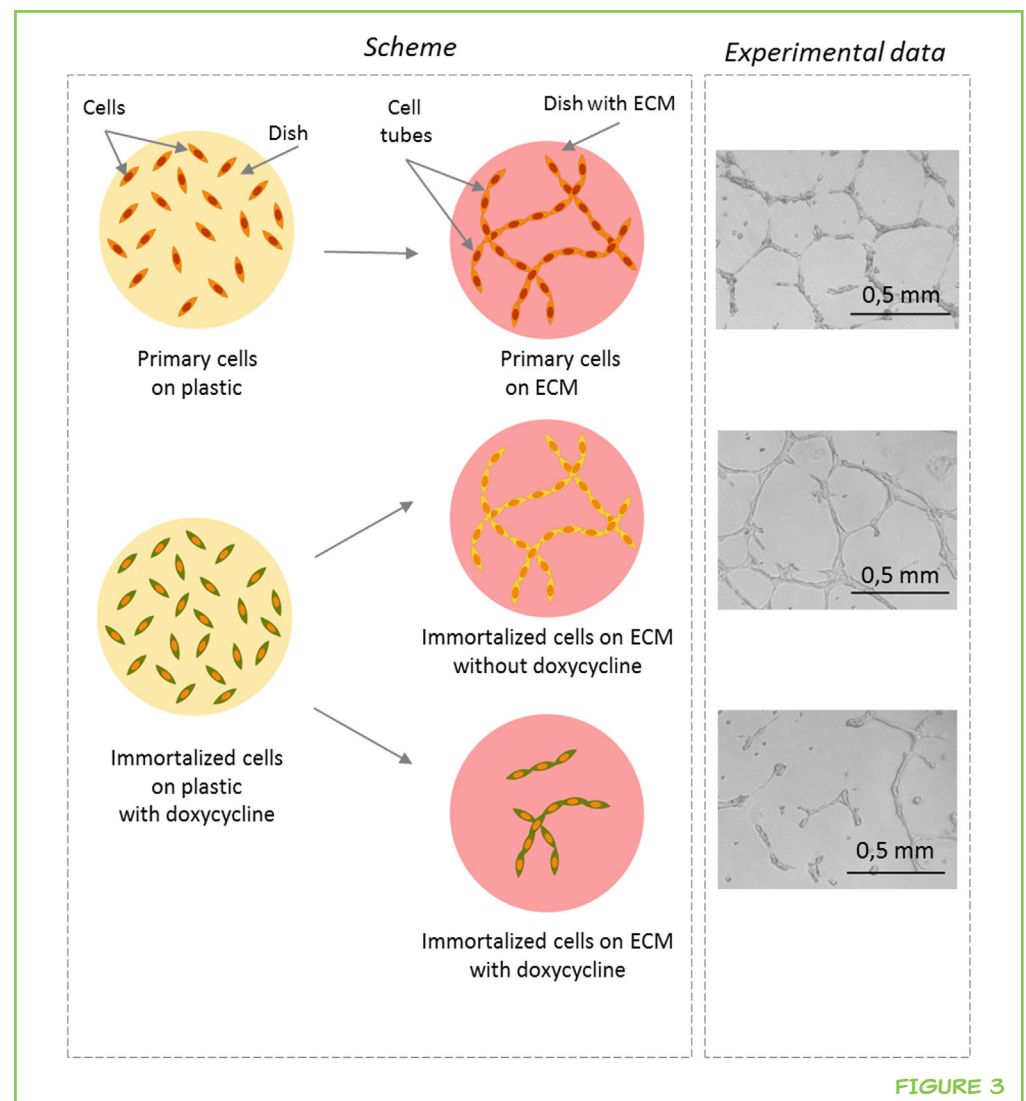 Scheme
Experimental data
Cells
Dish
Cell
tubes
Dish with ECM
0,5 mm
Primary cells
on plastic
Primary cells
on ECM
0,5 mm
Immortalized cells on ECM
without doxycycline
Immortalized cells
on plastic
with doxycycline
0,5 mm
Immortalized cells on ECM
with doxycycline
FIGURE 3